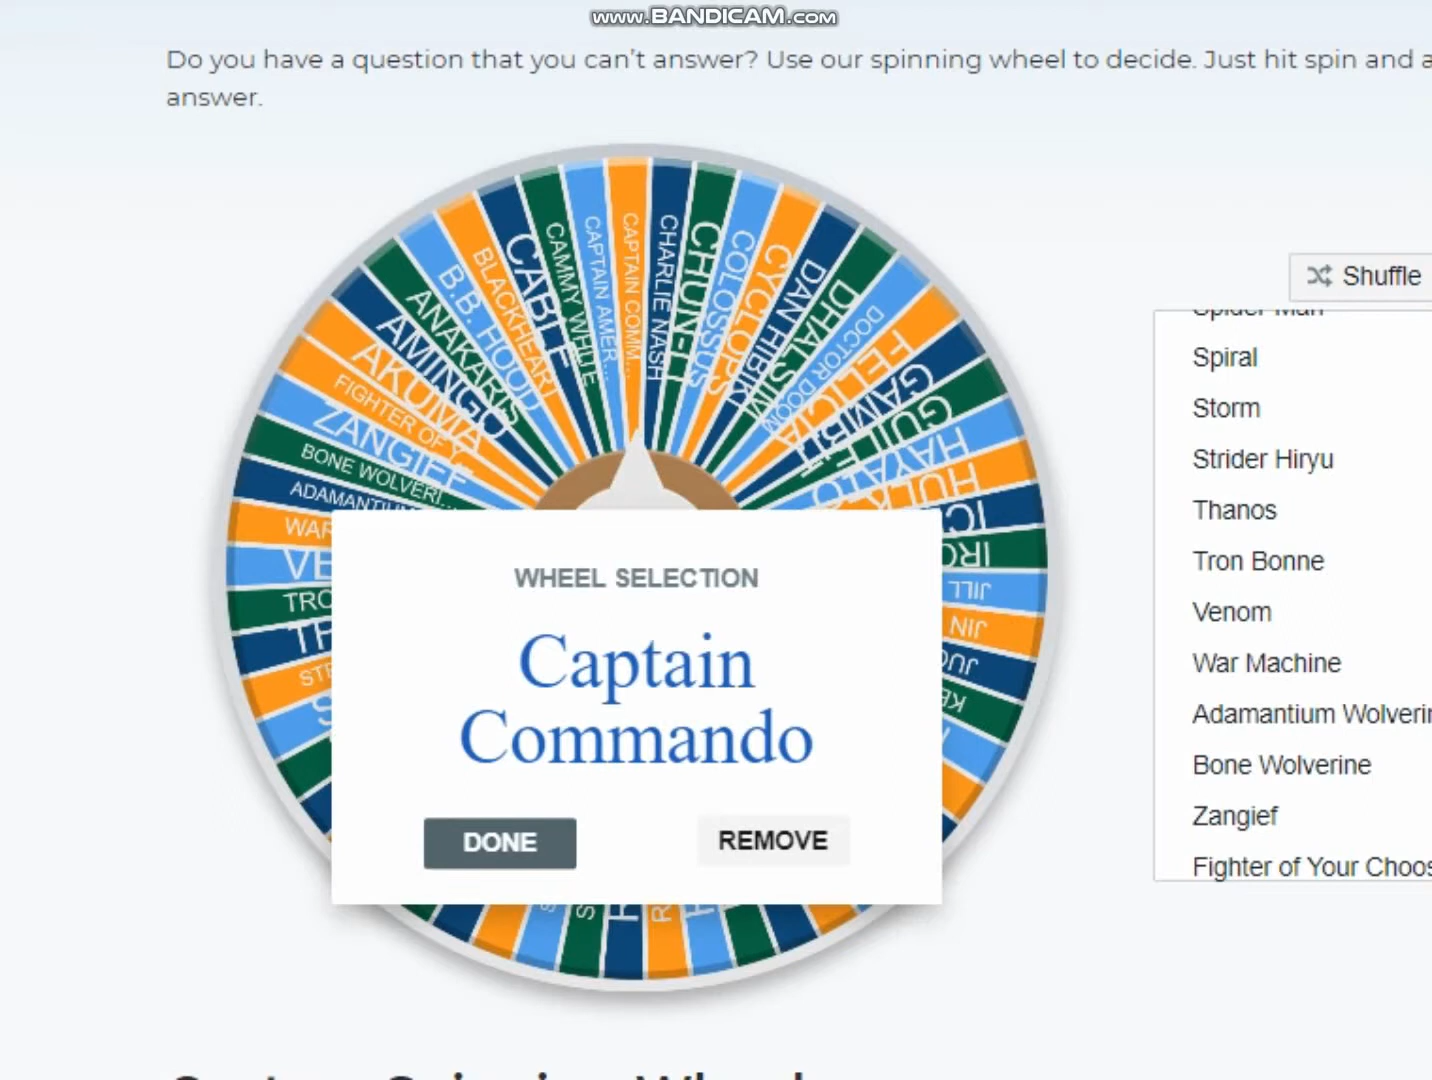 www.BANDICAM.com
Do you have a question that you can’t answer? Use our spinning wheel to decide. Just hit spin and a
answer.
Shuffle
Spider Man
Spiral
Storm
Strider Hiryu
Thanos
Tron Bonne
Venom
War Machine
Adamantium Wolverin
Bone Wolverine
Zangief
Fighter of Your Choos
ADAMANTIUM
BONE WOLVERI...
ZANGIEF
FIGHTER OF Y...
AKUMA
AMINGO
ANAKARIS
B.B. HOOD
BLACKHEART
CABLE
CAMMY WHITE
CAPTAIN AMER...
CAPTAIN COMM...
CHARLIE NASH
CHUN-LI
COLOSSUS
CYCLOPS
DAN HIBIKI
DHALSIM
DOCTOR DOOM
FELICIA
GAMBIT
GUILE
HAYATO
HULK
IC
IRO
JILL
JIN
JUG
KE
WAR
VE
TRO
TH
STR
S
WHEEL SELECTION
Captain
Commando
DONE
REMOVE